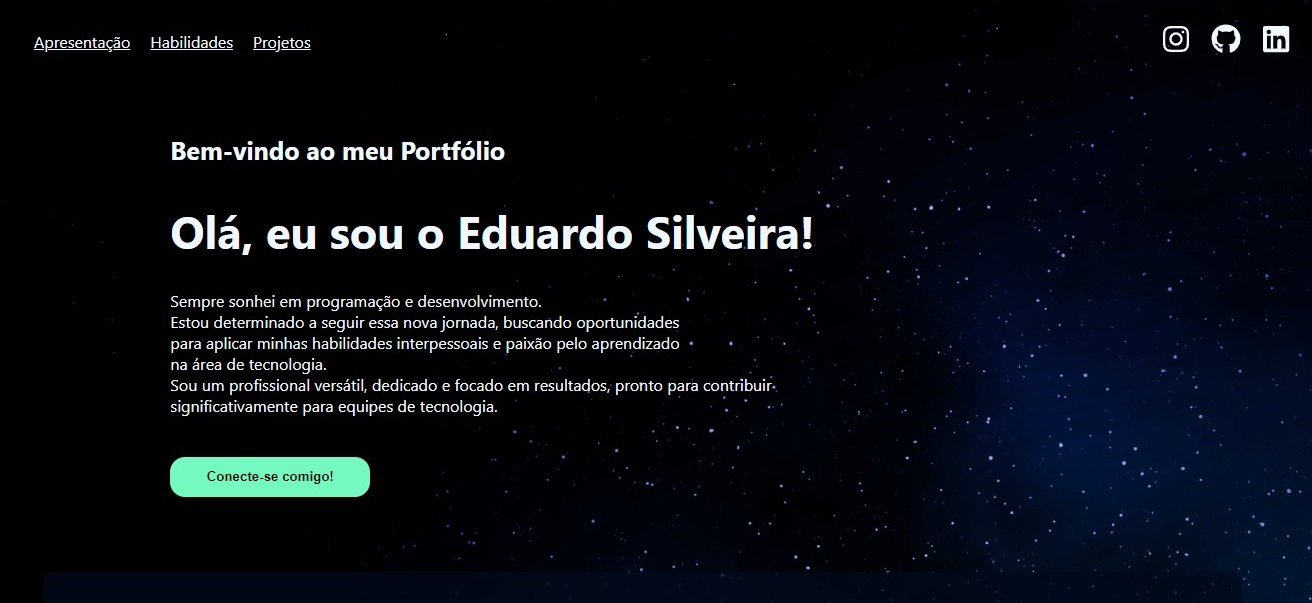 Apresentação Habilidades Projetos
Bem-vindo ao meu Portfólio
Olá, eu sou o Eduardo Silveira!
Sempre sonhei em programação e desenvolvimento.
Estou determinado a seguir essa nova jornada, buscando oportunidades
para aplicar minhas habilidades interpessoais e paixão pelo aprendizado
na área de tecnologia.
Sou um profissional versátil, dedicado e focado em resultados, pronto para contribuir
significativamente para equipes de tecnologia.
Conecte-se comigo!